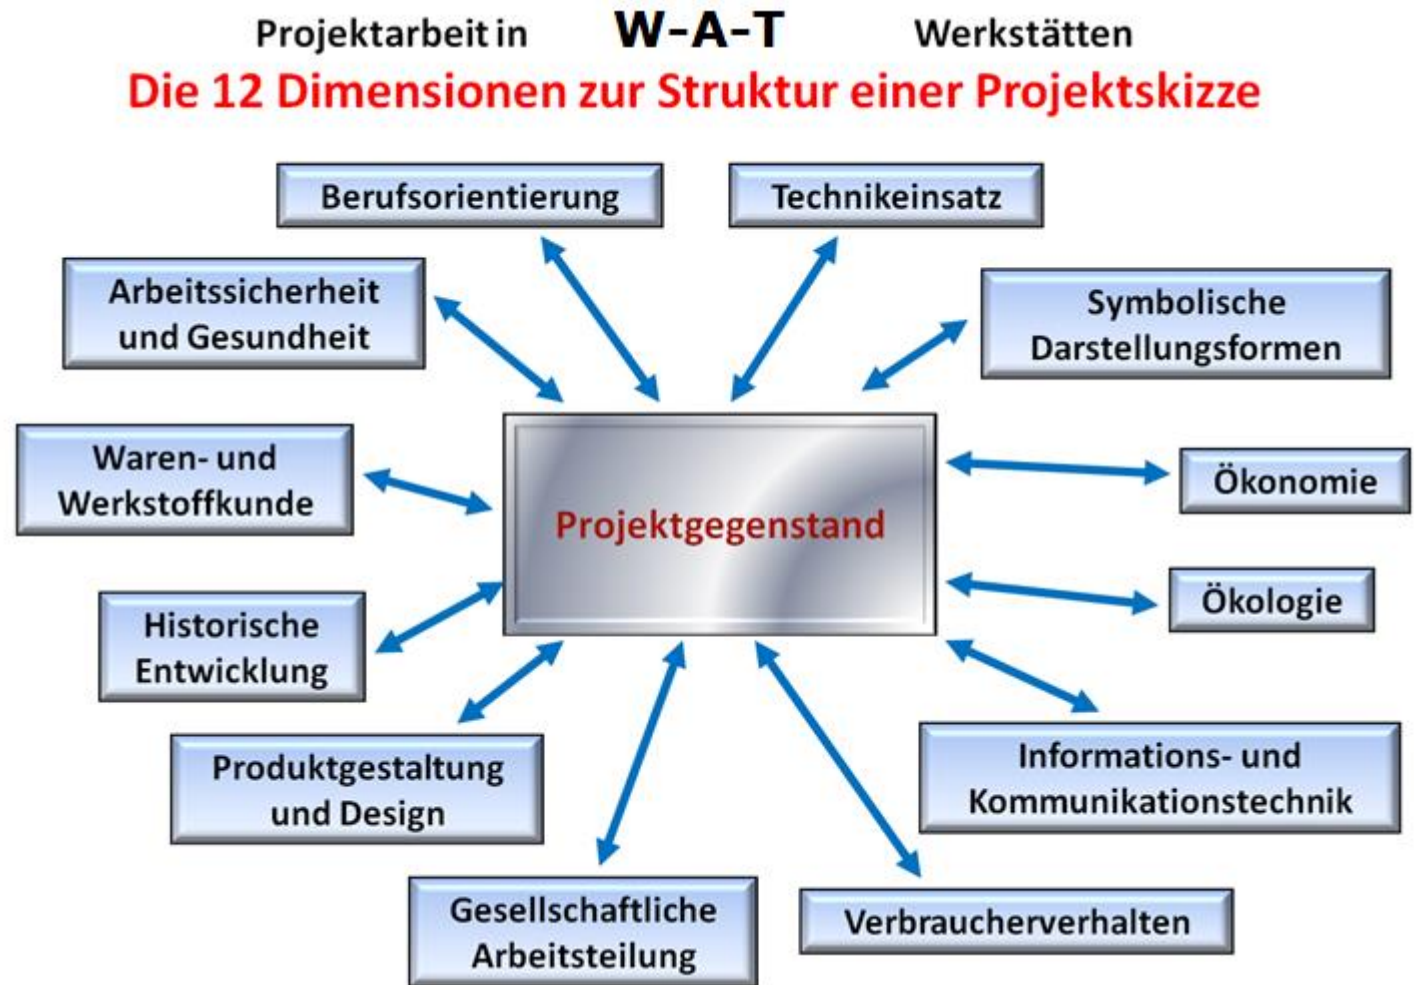 Projektarbeit in W-A-T Werkstätten
Die 12 Dimensionen zur Struktur einer Projektskizze
Berufsorientierung
Technikeinsatz
Arbeitssicherheit
und Gesundheit
Symbolische
Darstellungsformen
Waren- und
Werkstoffkunde
Ökonomie
Projektgegenstand
Ökologie
Historische
Entwicklung
Produktgestaltung
und Design
Informations- und
Kommunikationstechnik
Gesellschaftliche
Arbeitsteilung
Verbraucherverhalten